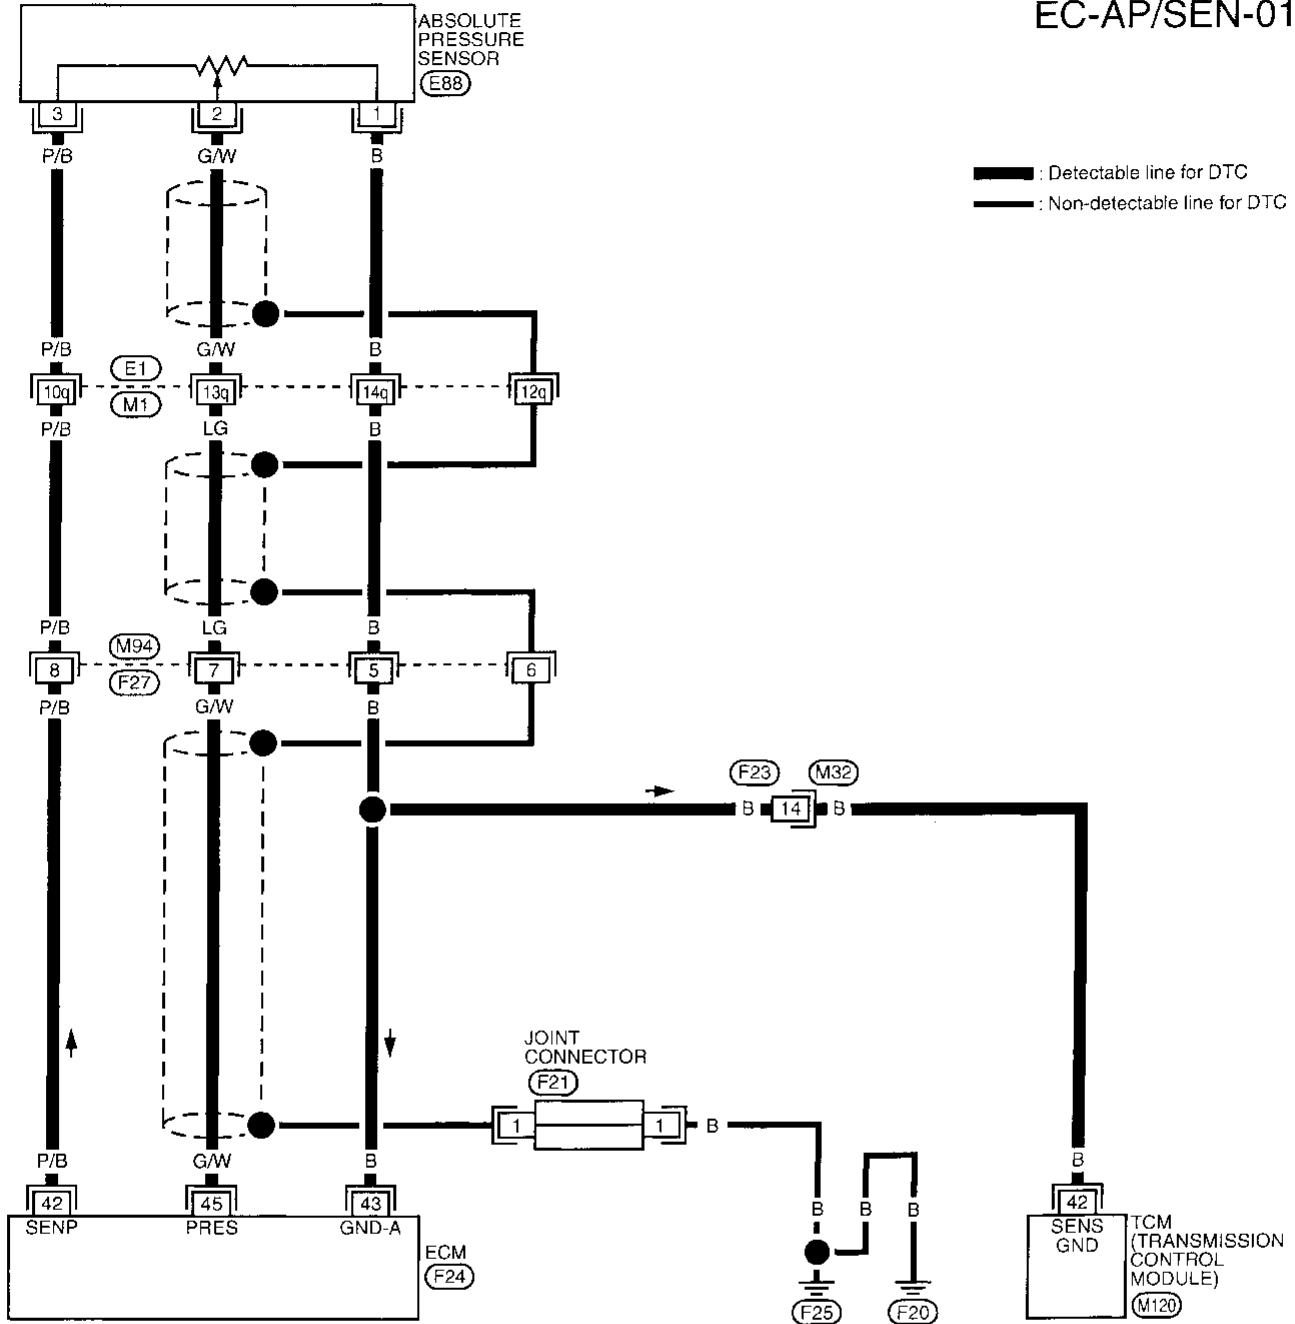 EC-AP/SEN-01
ABSOLUTE
PRESSURE
SENSOR
E88
3 2 1
P/B G/W B
: Detectable line for DTC
: Non-detectable line for DTC
P/B G/W B
E1
10q 13q 14q 12q
M1
P/B LG B
P/B LG B
M94
8 7 5 6
F27
P/B G/W B
F23 M32
B 14 B
JOINT
CONNECTOR
F21
1 1 B
P/B G/W B B
42 45 43 42
SENP PRES GND-A
B B B
SENS
GND
TCM
(TRANSMISSION
CONTROL
MODULE)
M120
ECM
F24
F25 F20